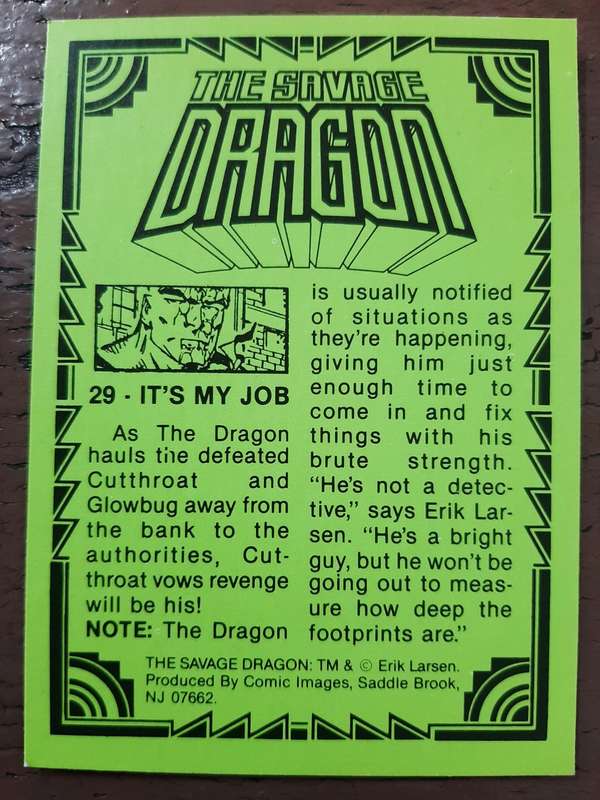 THE SAVAGE
DRAGON
29 - IT'S MY JOB
As The Dragon
hauls the defeated
Cutthroat and
Glowbug away from
the bank to the
authorities, Cut-
throat vows revenge
will be his!
NOTE: The Dragon
is usually notified
of situations as
they're happening,
giving him just
enough time to
come in and fix
things with his
brute strength.
“He's not a detec-
tive,” says Erik Lar-
sen. “He's a bright
guy, but he won't be
going out to meas-
ure how deep the
footprints are.”
THE SAVAGE DRAGON: TM & © Erik Larsen.
Produced By Comic Images, Saddle Brook,
NJ 07662.